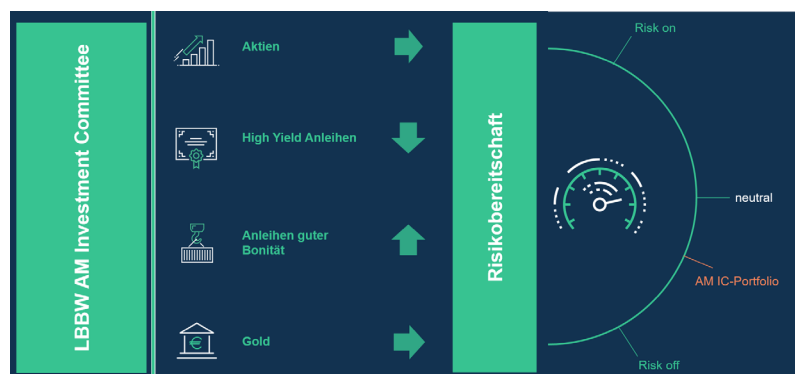 LBBW AM Investment Committee
Aktien
High Yield Anleihen
Anleihen guter
Bonität
Gold
€
Risikobereitschaft
Risk on
neutral
AM IC-Portfolio
Risk off